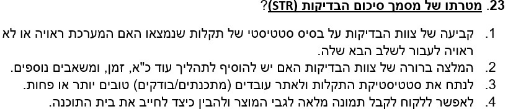 23. מטרתו של מסמך סיכום הבדיקות (STR)?
1. קביעה של צוות הבדיקות על בסיס סטטיסטי של תקלות שנמצאו האם המערכת ראויה או לא
ראויה לעבור לשלב הבא שלה.
2. המלצה ברורה של צוות הבדיקות האם יש להוסיף לתהליך עוד כ"א, זמן, ומשאבים נוספים.
3. לנתח את סטטיסטיקת התקלות ולאתר עובדים (מתכנתים/בודקים) טובים יותר או פחות.
4. לאפשר ללקוח לקבל תמונה מלאה לגבי המוצר ולהבין כיצד לחייב את בית התוכנה.